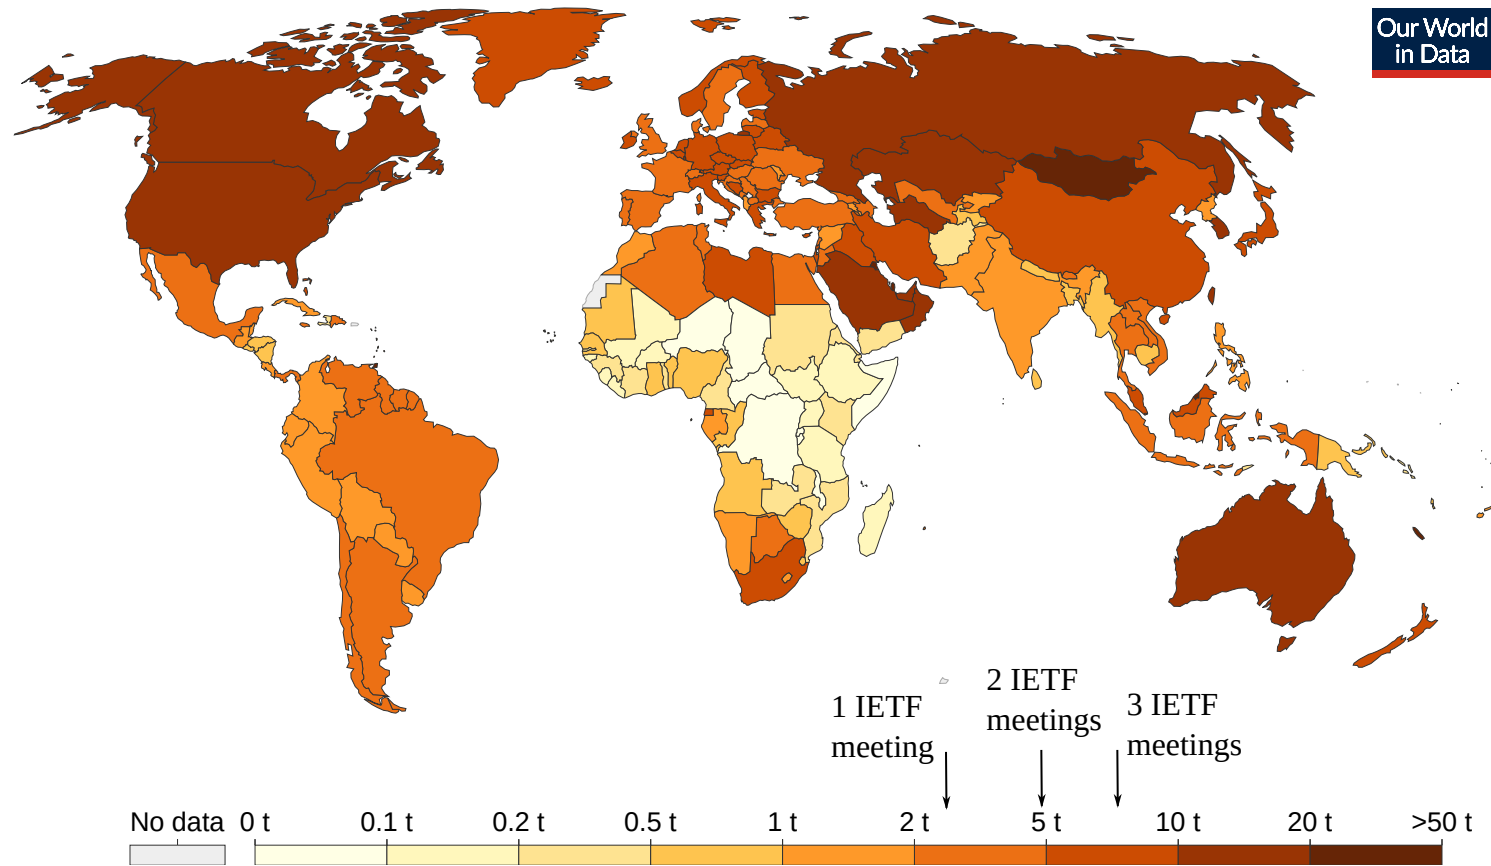 Our World
in Data
1 IETF
meeting
2 IETF
meetings
3 IETF
meetings
No data 0 t 0.1 t 0.2 t 0.5 t 1 t 2 t 5 t 10 t 20 t >50 t